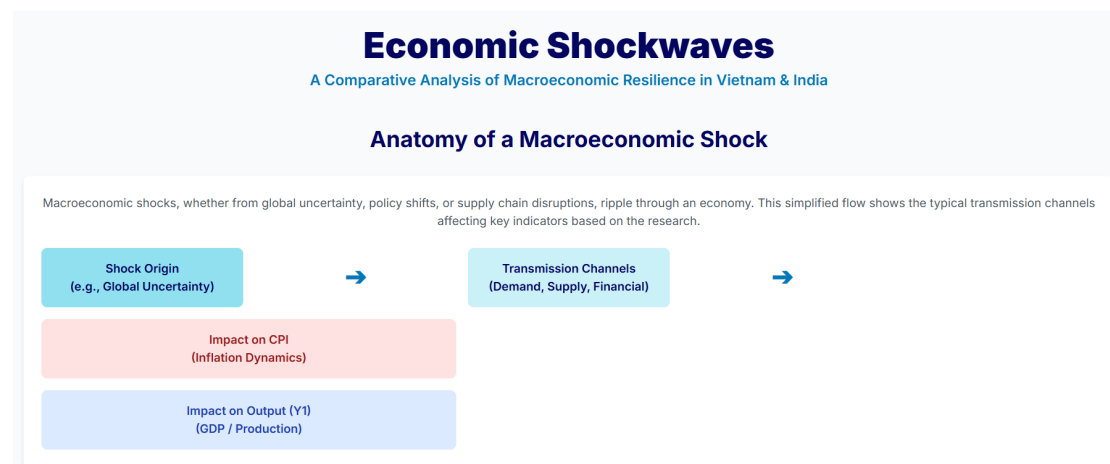 Economic Shockwaves
A Comparative Analysis of Macroeconomic Resilience in Vietnam & India
Anatomy of a Macroeconomic Shock
Macroeconomic shocks, whether from global uncertainty, policy shifts, or supply chain disruptions, ripple through an economy. This simplified flow shows the typical transmission channels
affecting key indicators based on the research.
Shock Origin
(e.g., Global Uncertainty)
➔
Transmission Channels
(Demand, Supply, Financial)
➔
Impact on CPI
(Inflation Dynamics)
Impact on Output (Y1)
(GDP / Production)